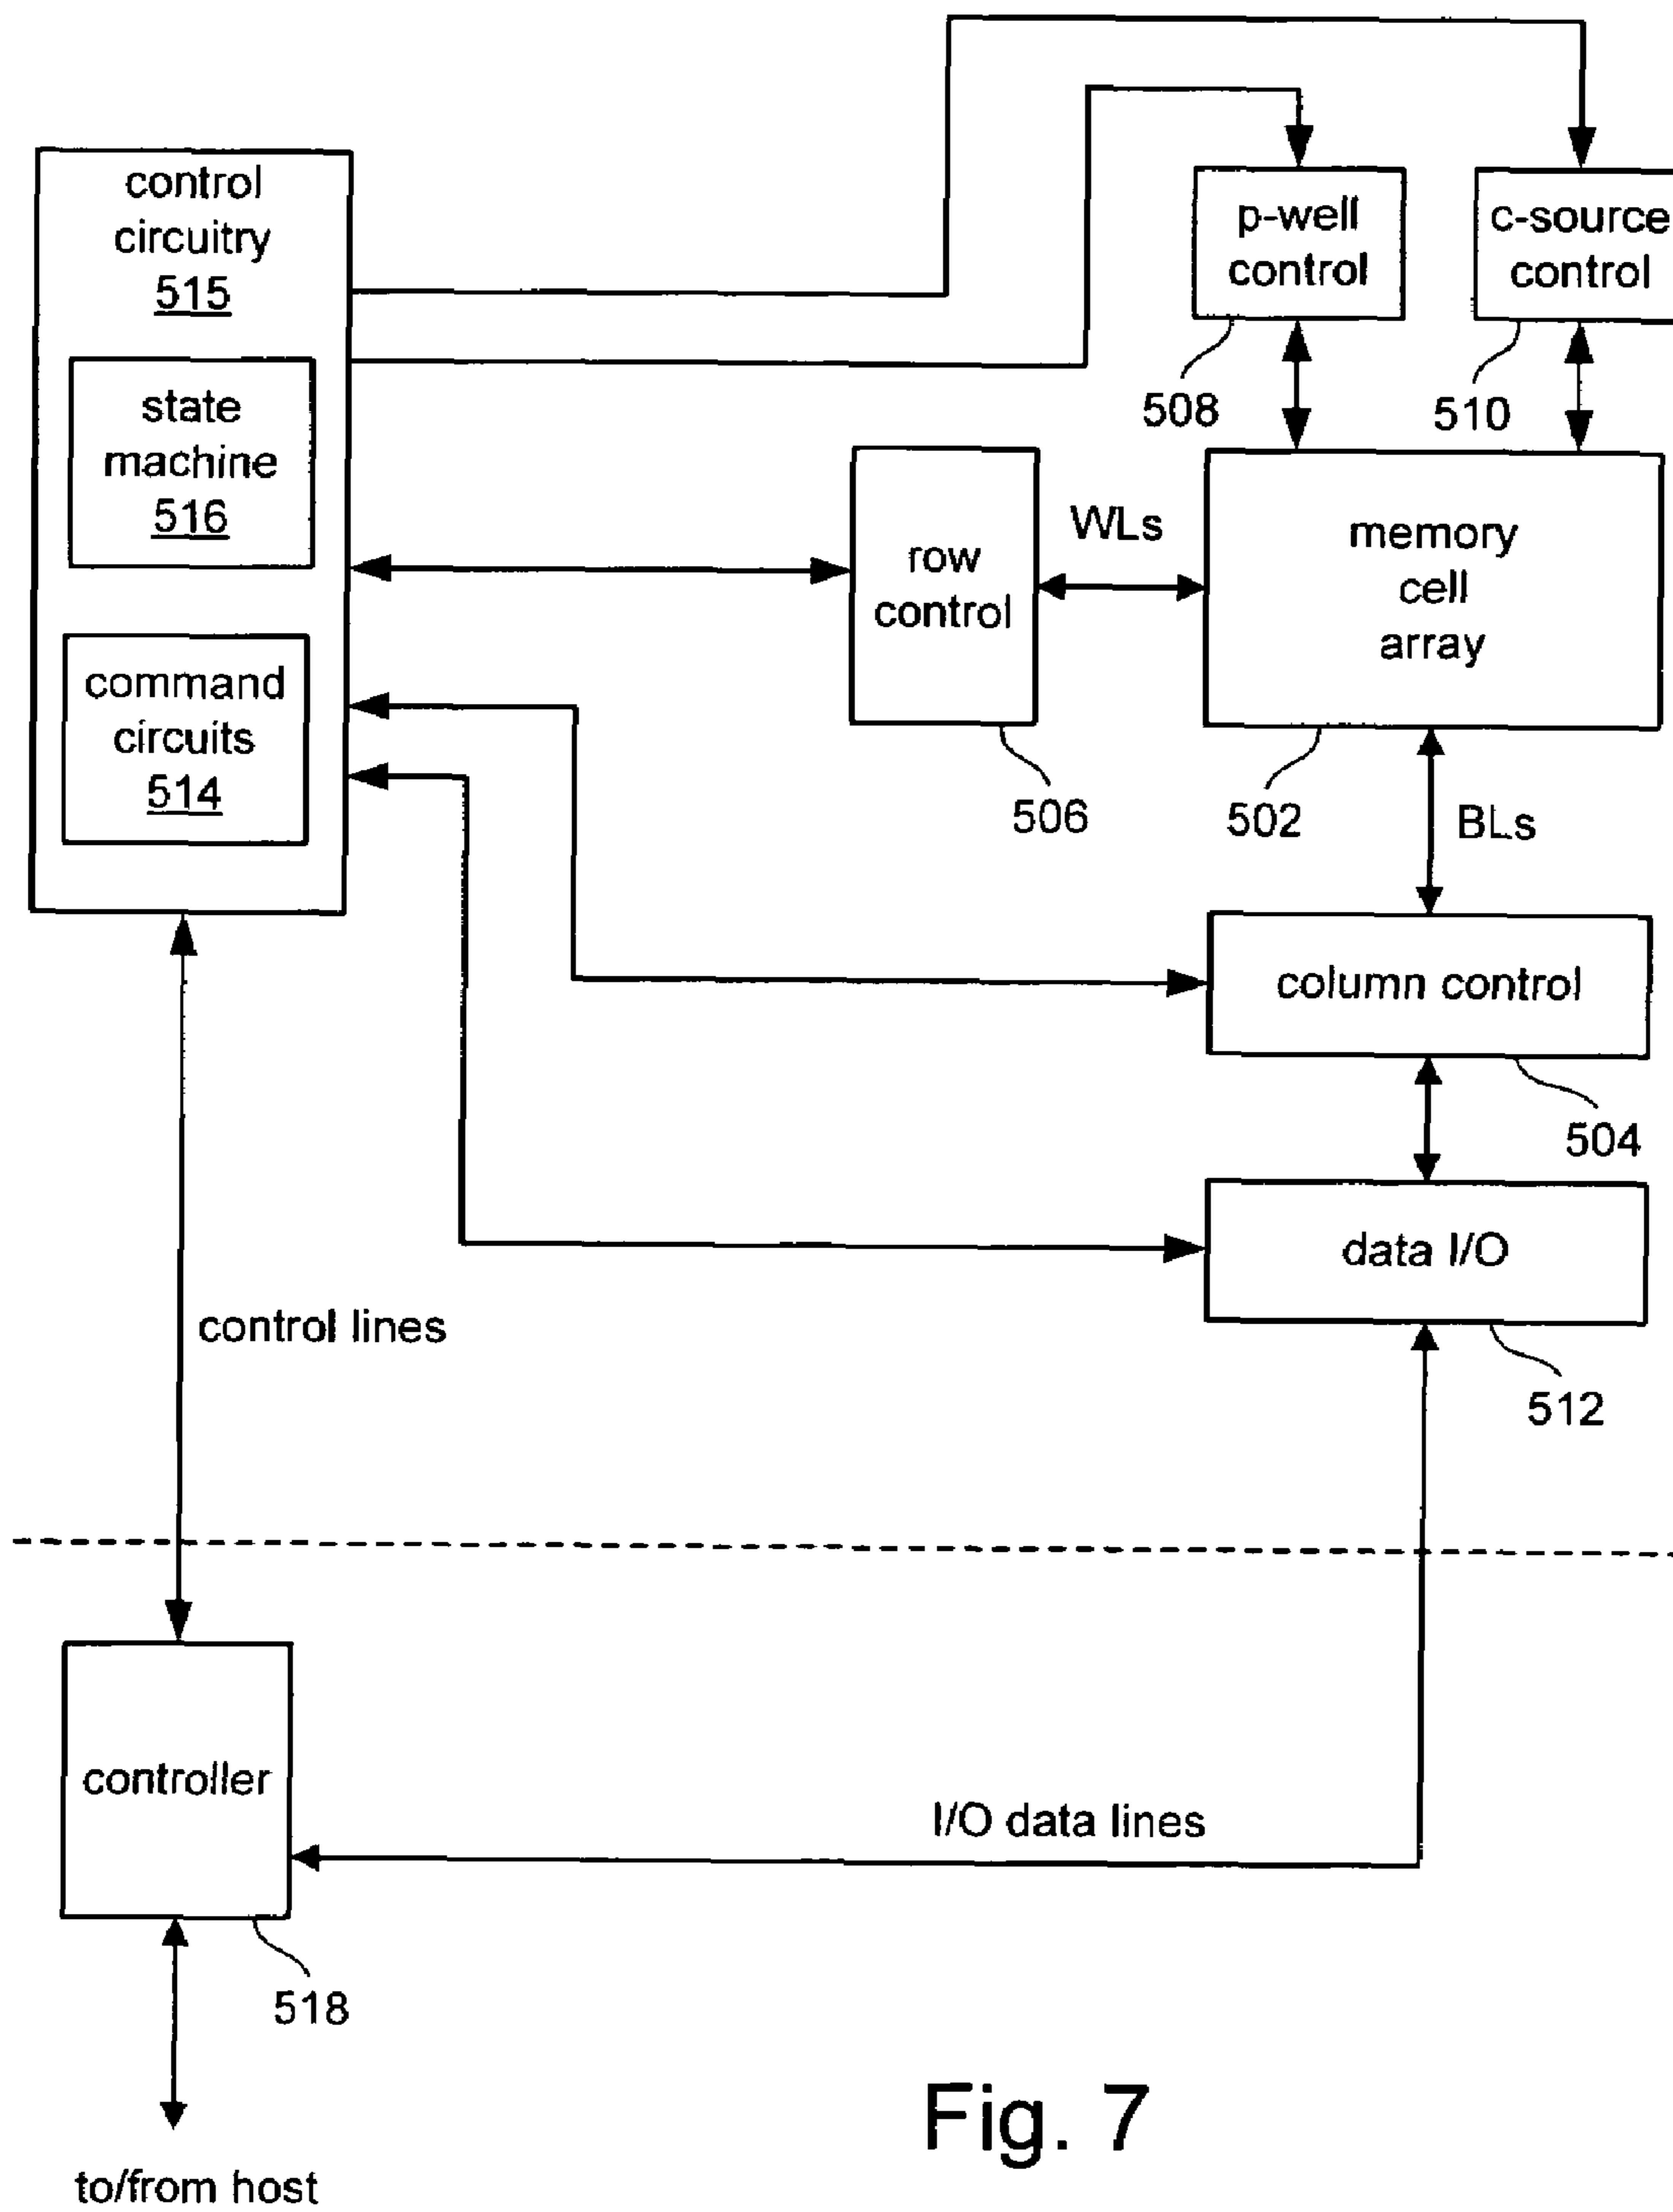 control
circuitry
515
state
machine
516
command
circuits
514
p-well
control
508
c-source
control
510
row
control
506
WLs
memory
cell
array
502
BLs
column control
504
data I/O
512
control lines
controller
518
I/O data lines
to/from host
Fig. 7